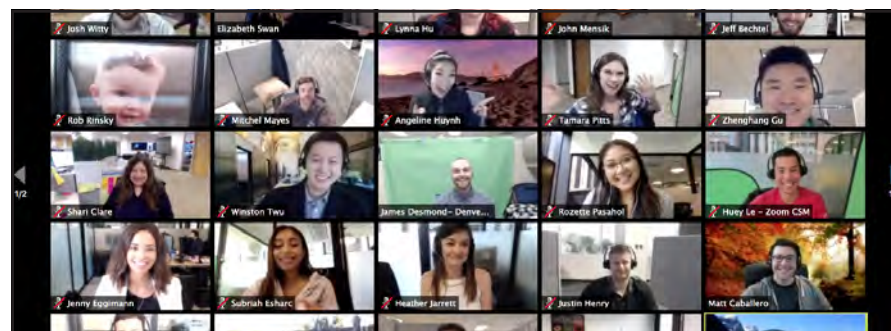 Josh Witty
Elizabeth Swan
Lynna Hu
John Mensik
Jeff Bechtel
Rob Rinsky
Mitchel Mayes
Angeline Huynh
Tamara Pitts
Zhenghang Gu
1/2
Shari Clare
Winston Twu
James Desmond- Denve...
Rozette Pasahol
Huey Le - Zoom CSM
Jenny Eggimann
Subriah Esharc
Heather Jarrett
Justin Henry
Matt Caballero